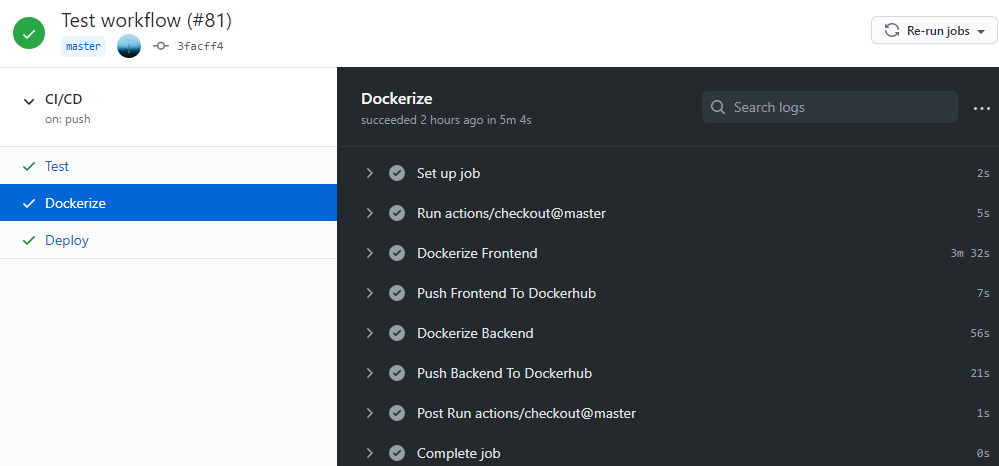 Test workflow (#81)
master 3facff4
Re-run jobs
CI/CD
on: push
Test
Dockerize
Deploy
Dockerize
succeeded 2 hours ago in 5m 4s
Search logs
Set up job 2s
Run actions/checkout@master 5s
Dockerize Frontend 3m 32s
Push Frontend To Dockerhub 7s
Dockerize Backend 56s
Push Backend To Dockerhub 21s
Post Run actions/checkout@master 1s
Complete job 0s